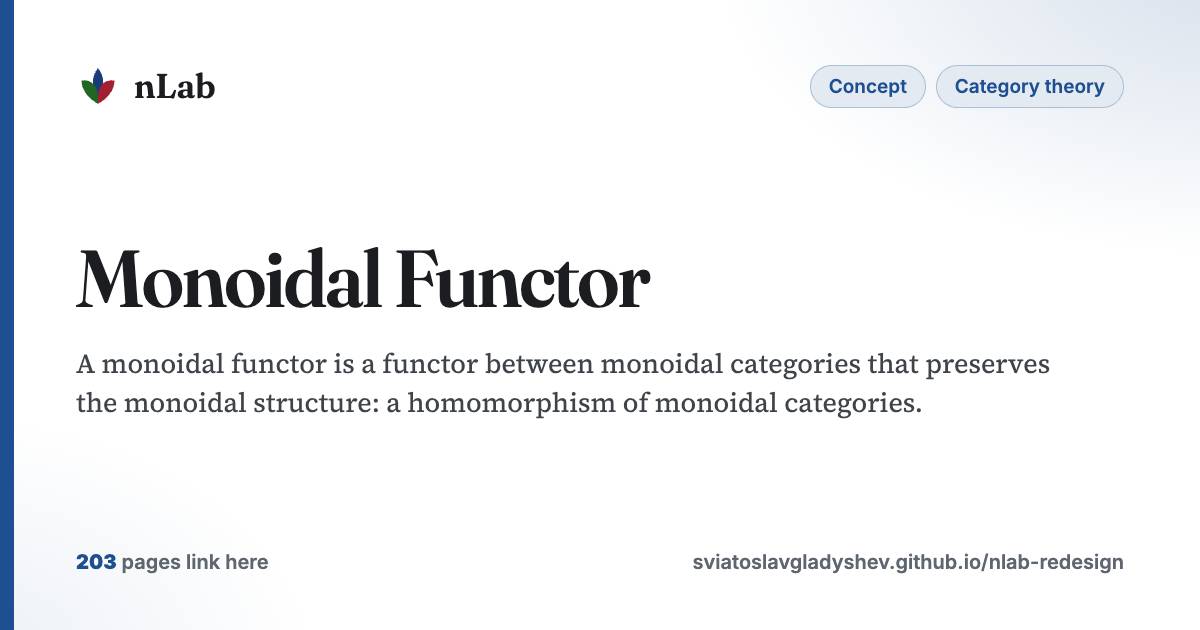 nLab
Concept
Category theory
Monoidal Functor
A monoidal functor is a functor between monoidal categories that preserves
the monoidal structure: a homomorphism of monoidal categories.
203 pages link here
sviatoslavgladyshev.github.io/nlab-redesign